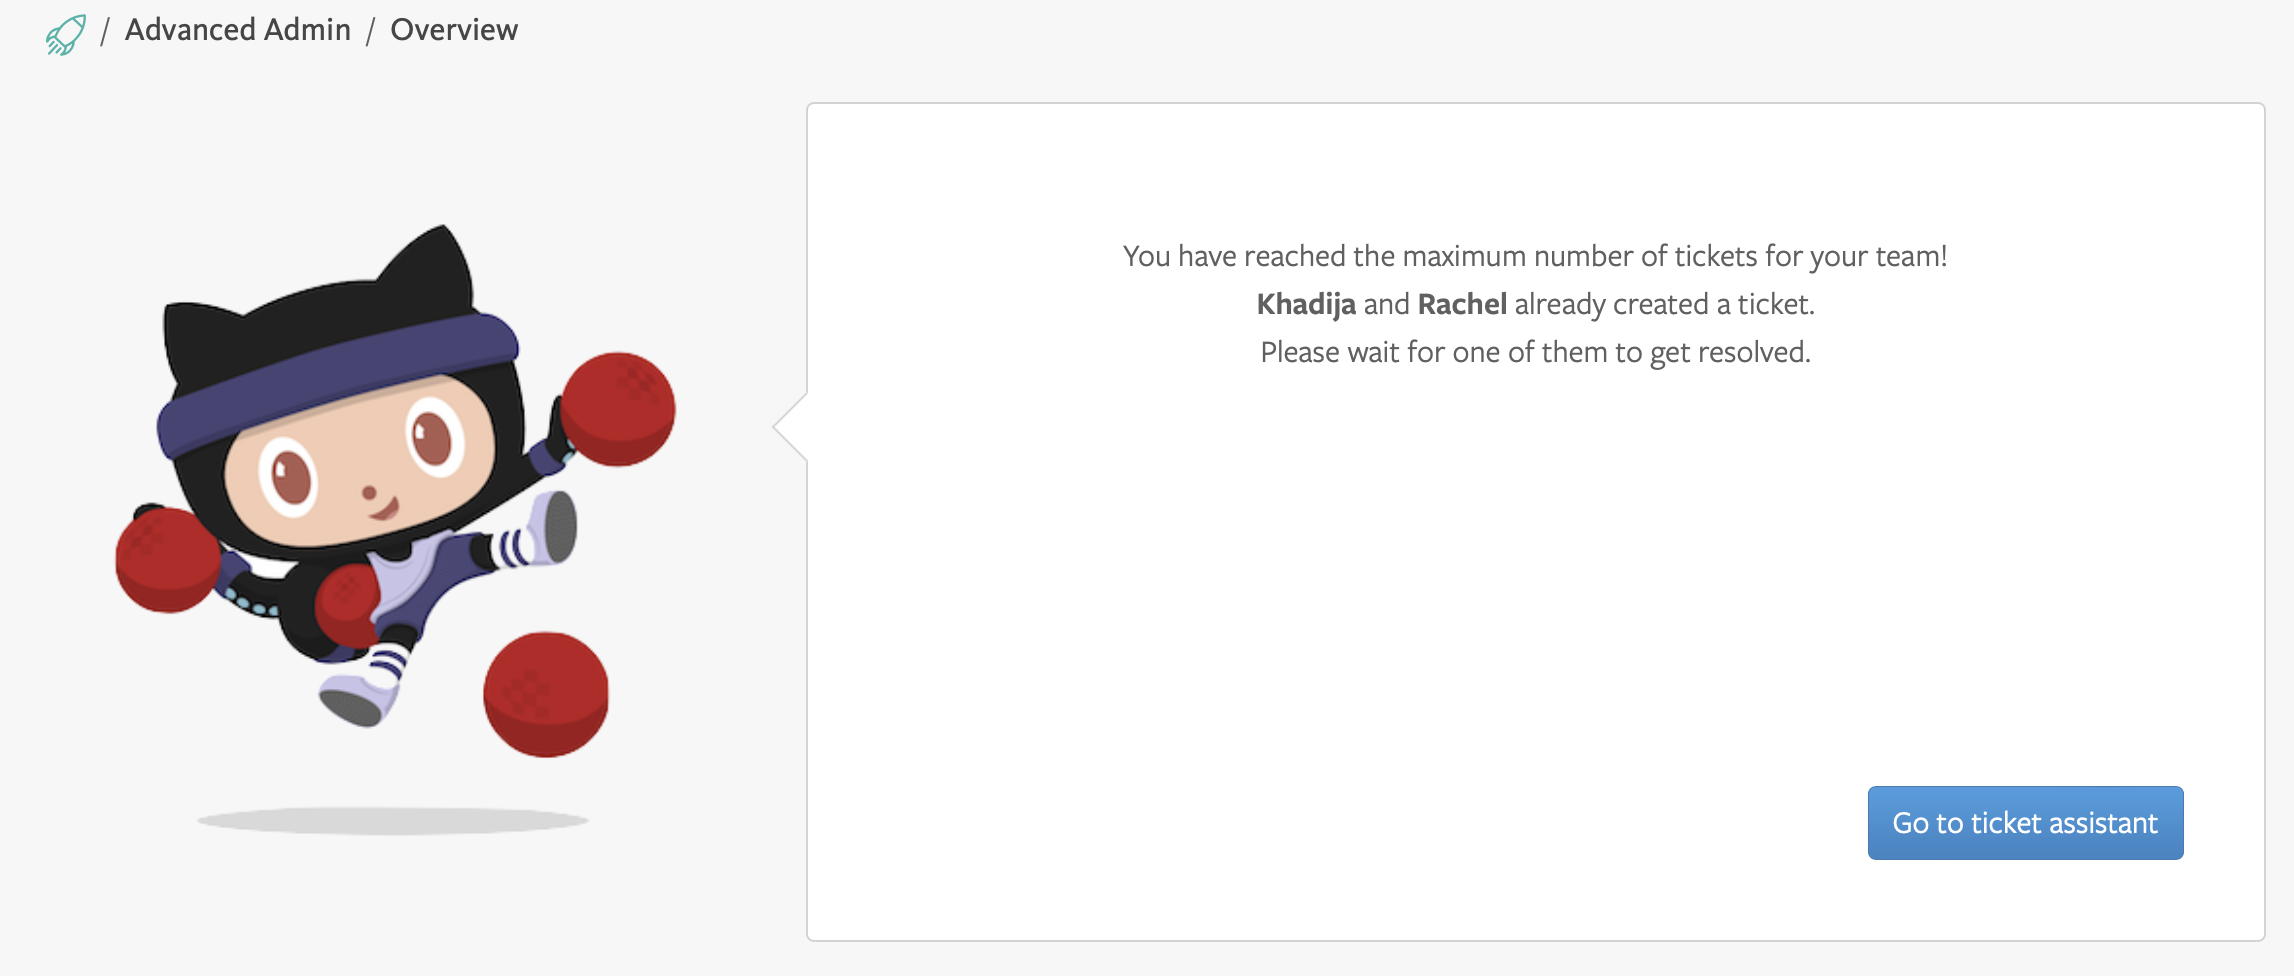 / Advanced Admin / Overview
You have reached the maximum number of tickets for your team!
Khadija and Rachel already created a ticket.
Please wait for one of them to get resolved.
Go to ticket assistant